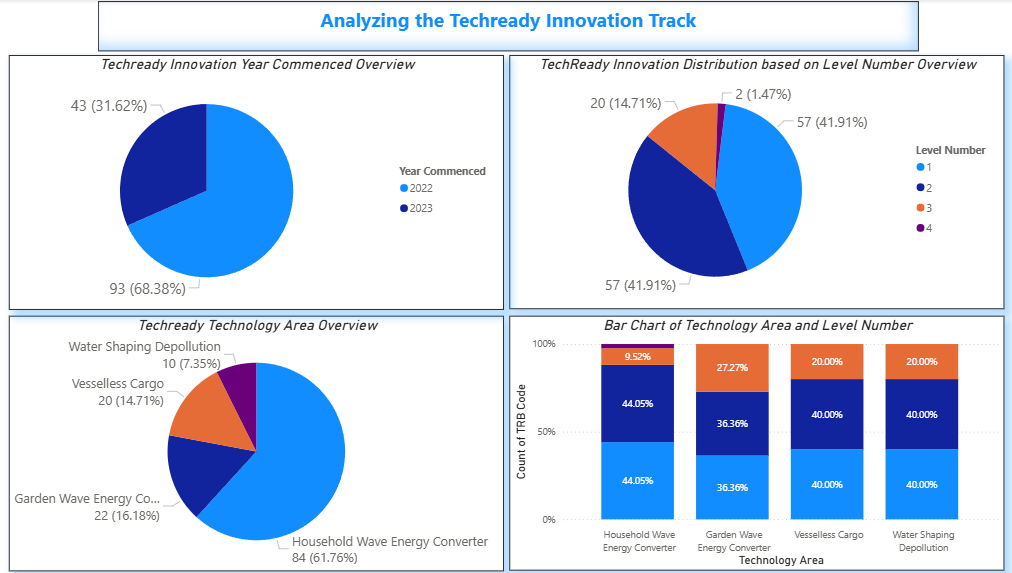 Analyzing the Techready Innovation Track
Techready Innovation Year Commenced Overview
43 (31.62%)
93 (68.38%)
Year Commenced
2022
2023
TechReady Innovation Distribution based on Level Number Overview
20 (14.71%)
2 (1.47%)
57 (41.91%)
57 (41.91%)
Level Number
1
2
3
4
Techready Technology Area Overview
Water Shaping Depollution
10 (7.35%)
Vesselless Cargo
20 (14.71%)
Garden Wave Energy Co...
22 (16.18%)
Household Wave Energy Converter
84 (61.76%)
Bar Chart of Technology Area and Level Number
Count of TRB Code
100%
50%
0%
9.52%
44.05%
44.05%
27.27%
36.36%
36.36%
20.00%
40.00%
40.00%
20.00%
40.00%
40.00%
Household Wave
Energy Converter
Garden Wave
Energy Converter
Vesselless Cargo
Water Shaping
Depollution
Technology Area